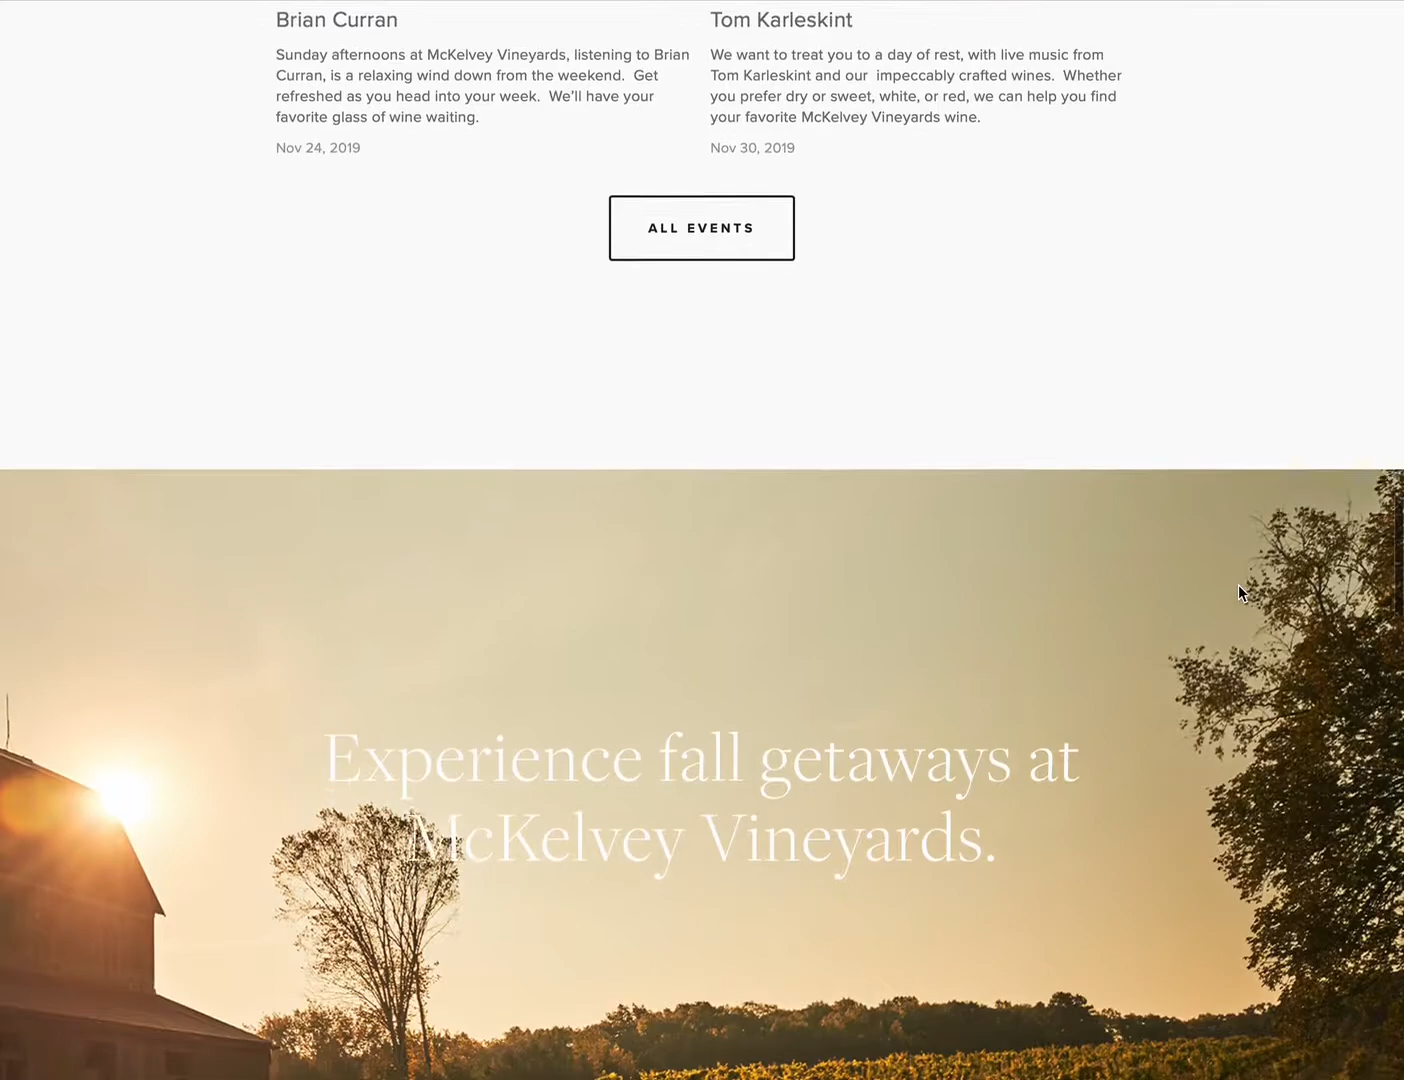 Brian Curran
Sunday afternoons at McKelvey Vineyards, listening to Brian
Curran, is a relaxing wind down from the weekend.  Get
refreshed as you head into your week.  We'll have your
favorite glass of wine waiting.
Nov 24, 2019
Tom Karleskint
We want to treat you to a day of rest, with live music from
Tom Karleskint and our  impeccably crafted wines.  Whether
you prefer dry or sweet, white, or red, we can help you find
your favorite McKelvey Vineyards wine.
Nov 30, 2019
ALL EVENTS
Experience fall getaways at
McKelvey Vineyards.